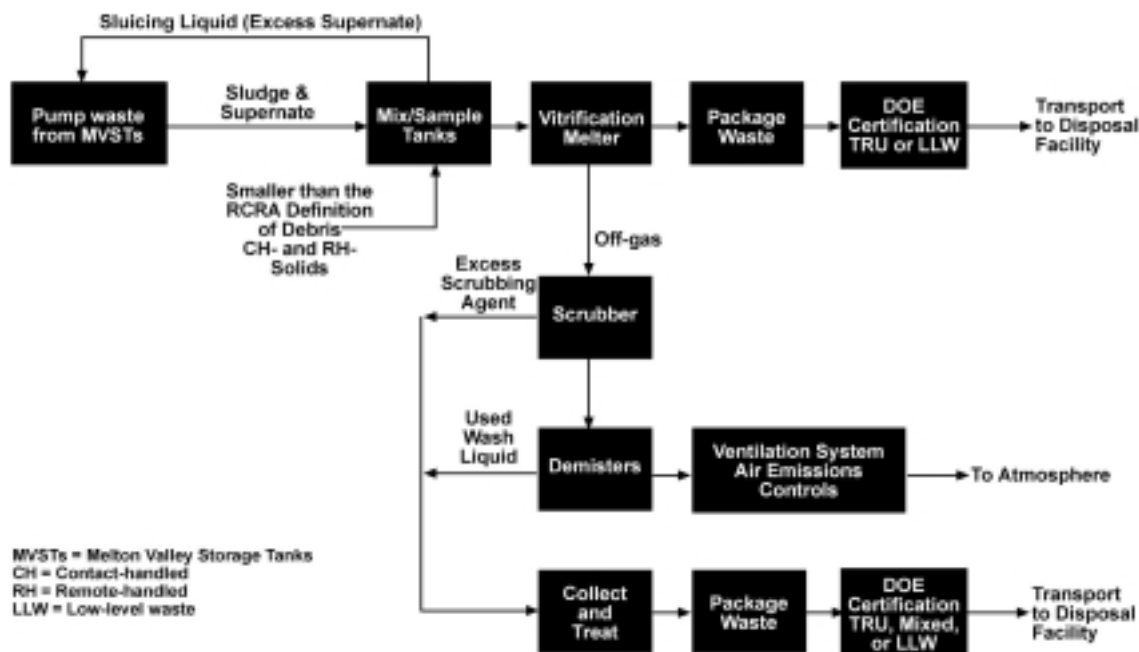 Sluicing Liquid (Excess Supernate)
Pump waste
from MVSTs
Sludge &
Supernate
Mix/Sample
Tanks
Vitrification
Melter
Package
Waste
DOE
Certification
TRU or LLW
Transport
to Disposal
Facility
Smaller than the
RCRA Definition
of Debris
CH- and RH-
Solids
Off-gas
Excess
Scrubbing
Agent
Scrubber
Used
Wash
Liquid
Demisters
Ventilation System
Air Emissions
Controls
To Atmosphere
MVSTs = Melton Valley Storage Tanks
CH = Contact-handled
RH = Remote-handled
LLW = Low-level waste
Collect
and
Treat
Package
Waste
DOE
Certification
TRU, Mixed,
or LLW
Transport
to Disposal
Facility